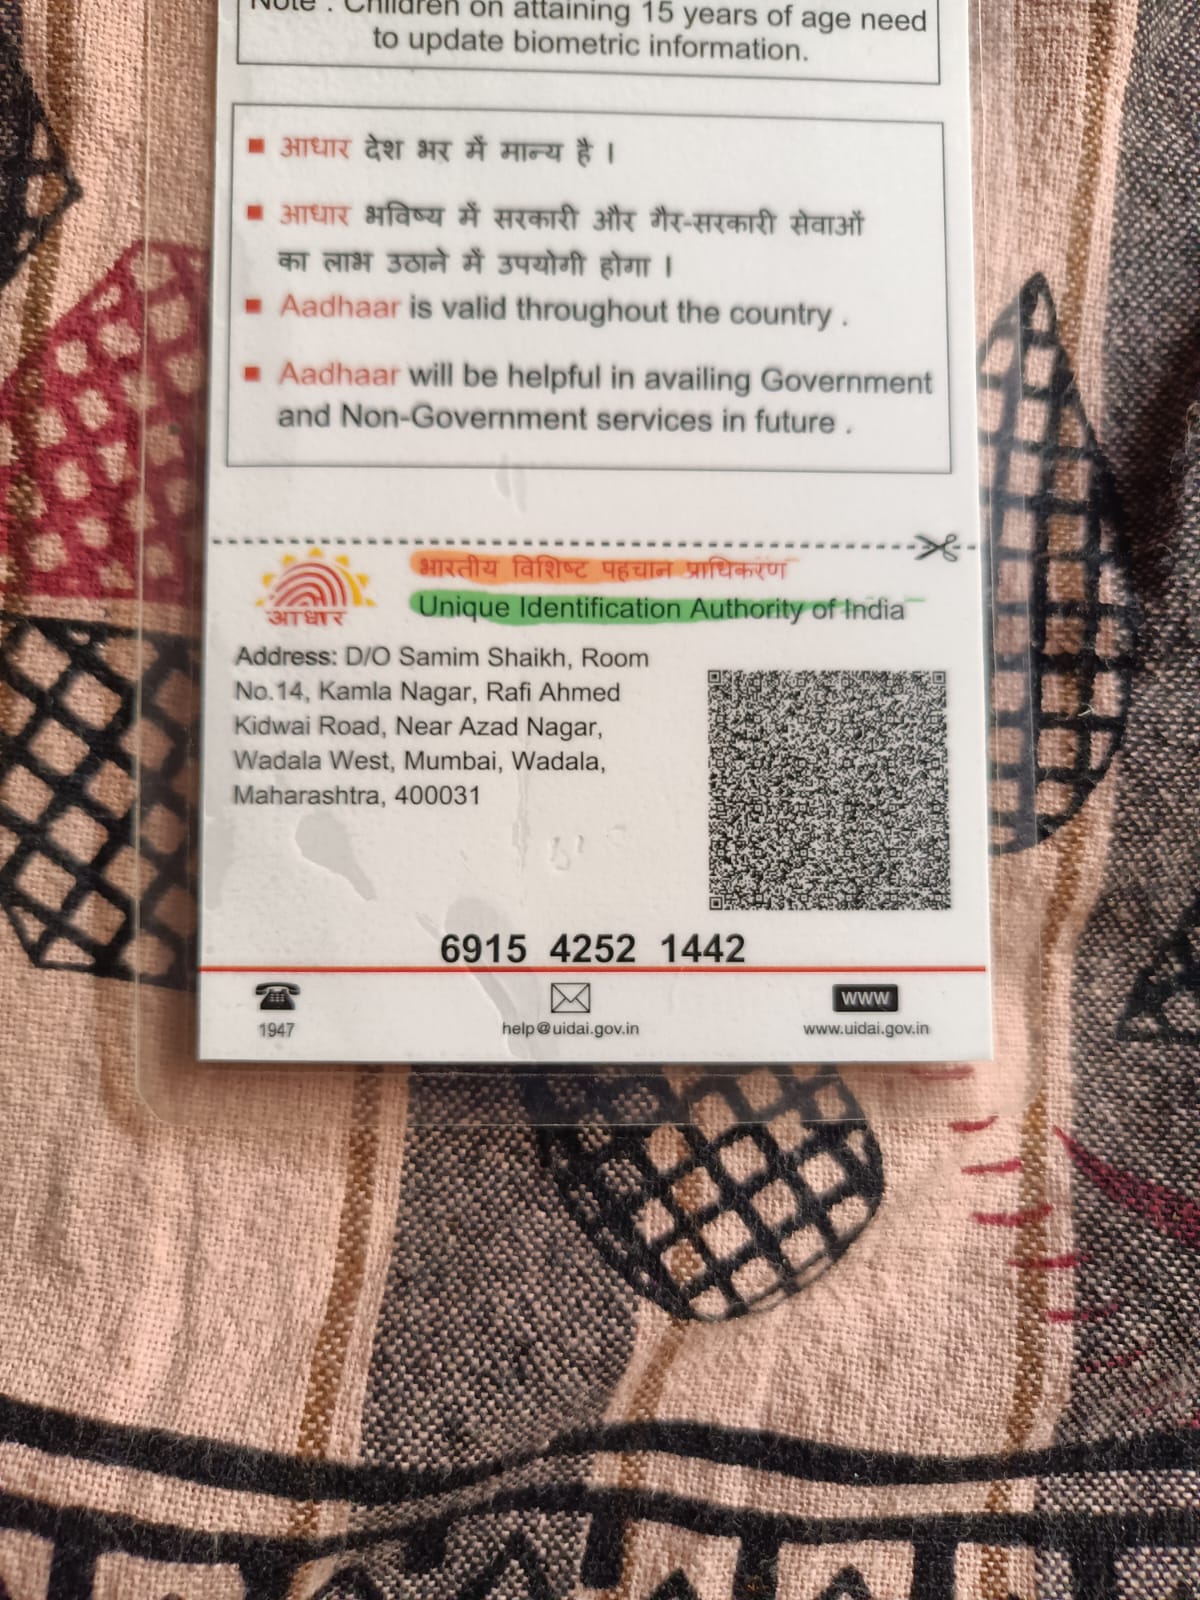 Note : Children on attaining 15 years of age need
to update biometric information.
■ आधार देश भर में मान्य है ।
■ आधार भविष्य में सरकारी और गैर-सरकारी सेवाओं
का लाभ उठाने में उपयोगी होगा ।
■ Aadhaar is valid throughout the country .
■ Aadhaar will be helpful in availing Government
and Non-Government services in future .
भारतीय विशिष्ट पहचान प्राधिकरण
Unique Identification Authority of India
आधार
Address: D/O Samim Shaikh, Room
No.14, Kamla Nagar, Rafi Ahmed
Kidwai Road, Near Azad Nagar,
Wadala West, Mumbai, Wadala,
Maharashtra, 400031
6915 4252 1442
1947
help@uidai.gov.in
www
www.uidai.gov.in